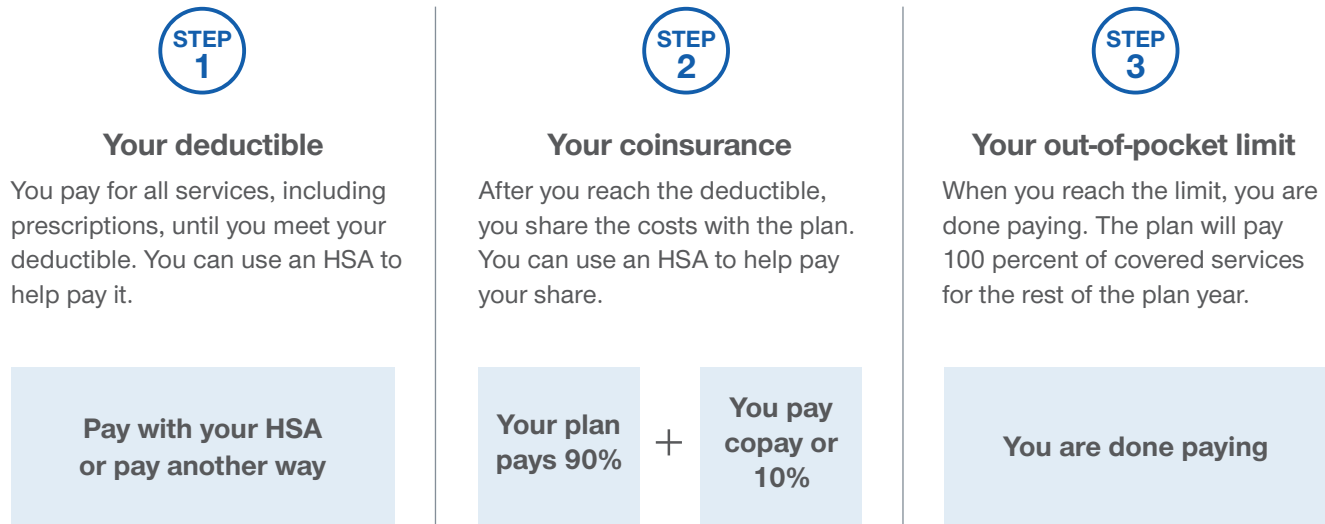 STEP
1
Your deductible
You pay for all services, including
prescriptions, until you meet your
deductible. You can use an HSA to
help pay it.
Pay with your HSA
or pay another way
STEP
2
Your coinsurance
After you reach the deductible,
you share the costs with the plan.
You can use an HSA to help pay
your share.
Your plan
pays 90%
+
You pay
copay or
10%
STEP
3
Your out-of-pocket limit
When you reach the limit, you are
done paying. The plan will pay
100 percent of covered services
for the rest of the plan year.
You are done paying